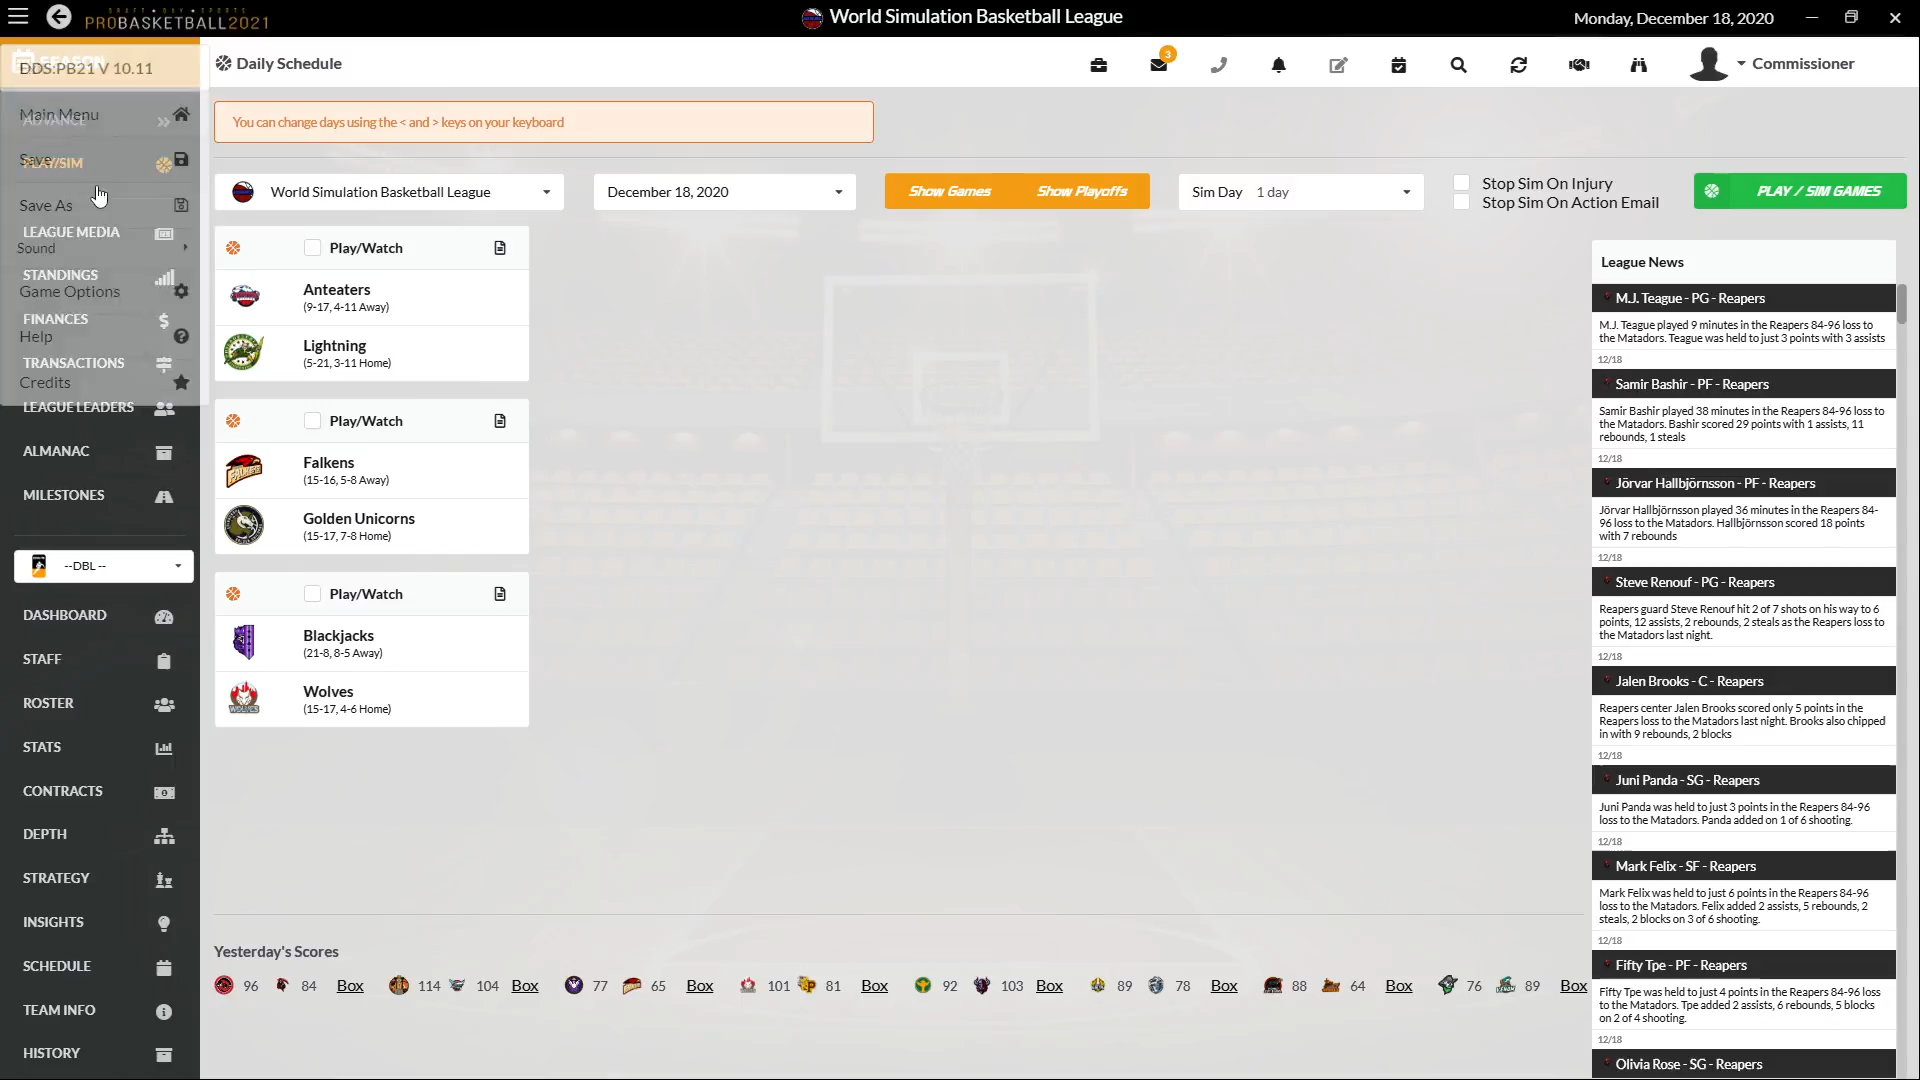 DRAFT DAY SPORTS
PROBASKETBALL2021
World Simulation Basketball League
Monday, December 18, 2020
SEASON
DDS:PB21 V 10.11
Main Menu
ADVANCE
Save
PLAY/SIM
Save As
LEAGUE MEDIA
Sound
STANDINGS
Game Options
FINANCES
Help
TRANSACTIONS
Credits
LEAGUE LEADERS
ALMANAC
MILESTONES
--DBL --
DASHBOARD
STAFF
ROSTER
STATS
CONTRACTS
DEPTH
STRATEGY
INSIGHTS
SCHEDULE
TEAM INFO
HISTORY
Daily Schedule
3
Commissioner
You can change days using the < and > keys on your keyboard
World Simulation Basketball League
December 18, 2020
Show Games
Show Playoffs
Sim Day 1 day
Stop Sim On Injury
Stop Sim On Action Email
PLAY / SIM GAMES
Play/Watch
Anteaters
(9-17, 4-11 Away)
Lightning
(5-21, 3-11 Home)
Play/Watch
Falkens
(15-16, 5-8 Away)
Golden Unicorns
(15-17, 7-8 Home)
Play/Watch
Blackjacks
(21-8, 8-5 Away)
Wolves
(15-17, 4-6 Home)
League News
M.J. Teague - PG - Reapers
M.J. Teague played 9 minutes in the Reapers 84-96 loss to
the Matadors. Teague was held to just 3 points with 3 assists
12/18
Samir Bashir - PF - Reapers
Samir Bashir played 38 minutes in the Reapers 84-96 loss to
the Matadors. Bashir scored 29 points with 1 assists, 11
rebounds, 1 steals
12/18
Jörvar Hallbjörnsson - PF - Reapers
Jörvar Hallbjörnsson played 36 minutes in the Reapers 84-
96 loss to the Matadors. Hallbjörnsson scored 18 points
with 7 rebounds
12/18
Steve Renouf - PG - Reapers
Reapers guard Steve Renouf hit 2 of 7 shots on his way to 6
points, 12 assists, 2 rebounds, 2 steals as the Reapers loss to
the Matadors last night.
12/18
Jalen Brooks - C - Reapers
Reapers center Jalen Brooks scored only 5 points in the
Reapers loss to the Matadors last night. Brooks also chipped
in with 9 rebounds, 2 blocks
12/18
Juni Panda - SG - Reapers
Juni Panda was held to just 3 points in the Reapers 84-96
loss to the Matadors. Panda added on 1 of 6 shooting.
12/18
Mark Felix - SF - Reapers
Mark Felix was held to just 6 points in the Reapers 84-96
loss to the Matadors. Felix added 2 assists, 5 rebounds, 2
steals, 2 blocks on 3 of 6 shooting.
12/18
Fifty Tpe - PF - Reapers
Fifty Tpe was held to just 4 points in the Reapers 84-96 loss
to the Matadors. Tpe added 2 assists, 6 rebounds, 5 blocks
on 2 of 4 shooting.
12/18
Olivia Rose - SG - Reapers
Yesterday's Scores
96 84 Box 114 104 Box 77 65 Box 101 81 Box 92 103 Box 89 78 Box 88 64 Box 76 89 Box